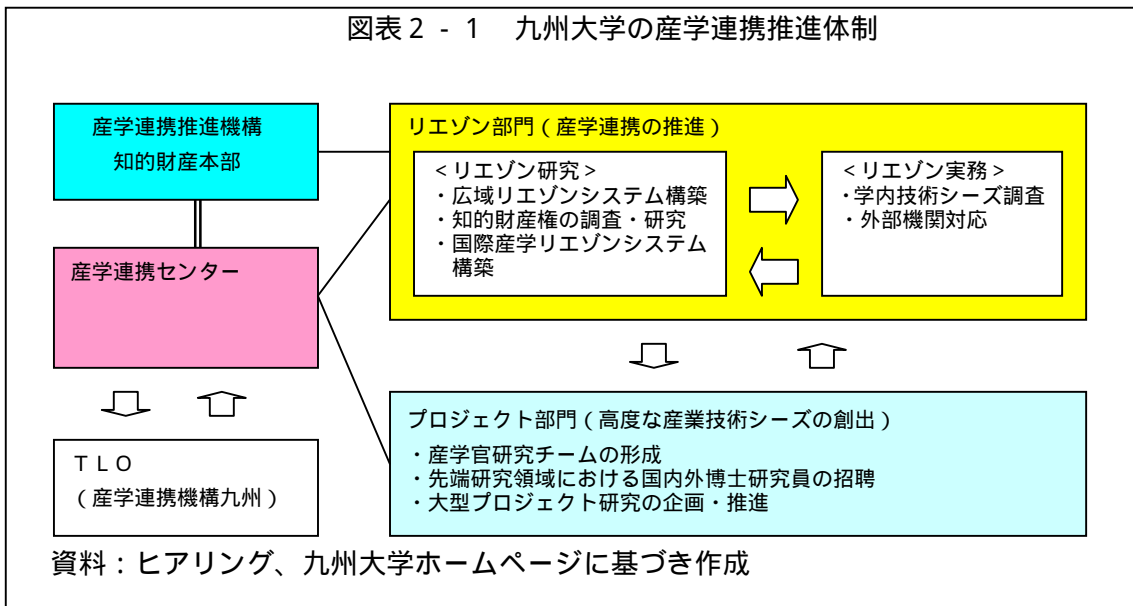 図表2-1 九州大学の産学連携推進体制
産学連携推進機構
知的財産本部
産学連携センター
TLO
(産学連携機構九州)
リエゾン部門(産学連携の推進)
<リエゾン研究>
・広域リエゾンシステム構築
・知的財産権の調査・研究
・国際産学リエゾンシステム
構築
<リエゾン実務>
・学内技術シーズ調査
・外部機関対応
プロジェクト部門(高度な産業技術シーズの創出)
・産学官研究チームの形成
・先端研究領域における国内外博士研究員の招聘
・大型プロジェクト研究の企画・推進
資料:ヒアリング、九州大学ホームページに基づき作成